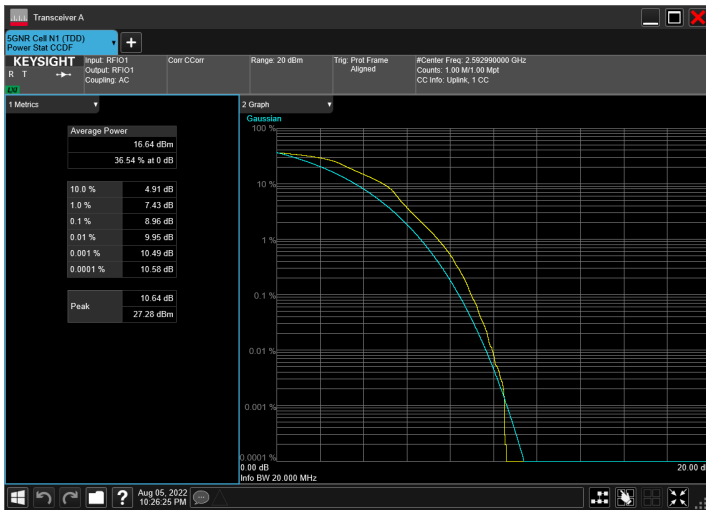 Transceiver A
5GNR Cell N1 (TDD)
Power Stat CCDF
KEYSIGHT
R T
LXI
Input: RFIO1
Output: RFIO1
Coupling: AC
Corr CCorr
Range: 20 dBm
Trig: Prot Frame
Aligned
#Center Freq: 2.592990000 GHz
Counts: 1.00 M/1.00 Mpt
CC Info: Uplink, 1 CC
1 Metrics
Average Power
16.64 dBm
36.54 % at 0 dB
10.0 % 4.91 dB
1.0 % 7.43 dB
0.1 % 8.96 dB
0.01 % 9.95 dB
0.001 % 10.49 dB
0.0001 % 10.58 dB
Peak
10.64 dB
27.28 dBm
2 Graph
Gaussian
100 %
10 %
1 %
0.1 %
0.01 %
0.001 %
0.0001 %
0.00 dB
20.00 d
Info BW 20.000 MHz
?
Aug 05, 2022
10:26:25 PM